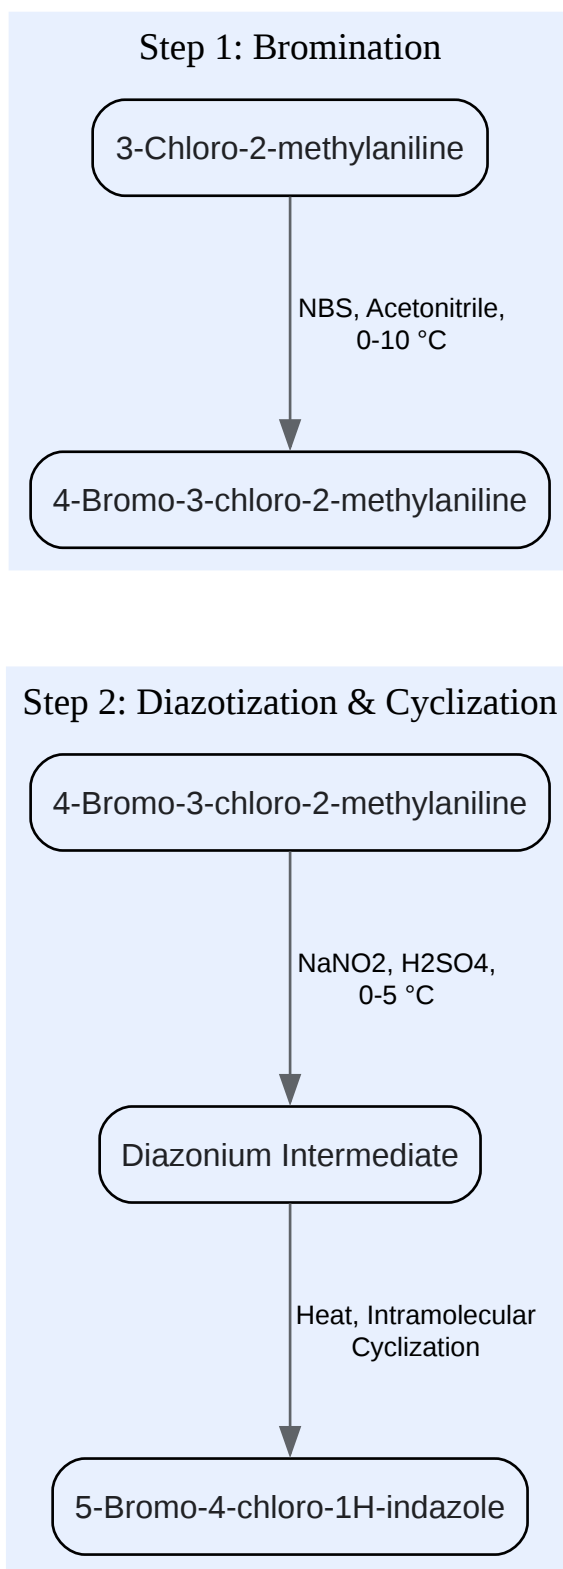 Step 1: Bromination
3-Chloro-2-methylaniline
NBS, Acetonitrile,
0-10 °C
4-Bromo-3-chloro-2-methylaniline
Step 2: Diazotization & Cyclization
4-Bromo-3-chloro-2-methylaniline
NaNO2, H2SO4,
0-5 °C
Diazonium Intermediate
Heat, Intramolecular
Cyclization
5-Bromo-4-chloro-1H-indazole